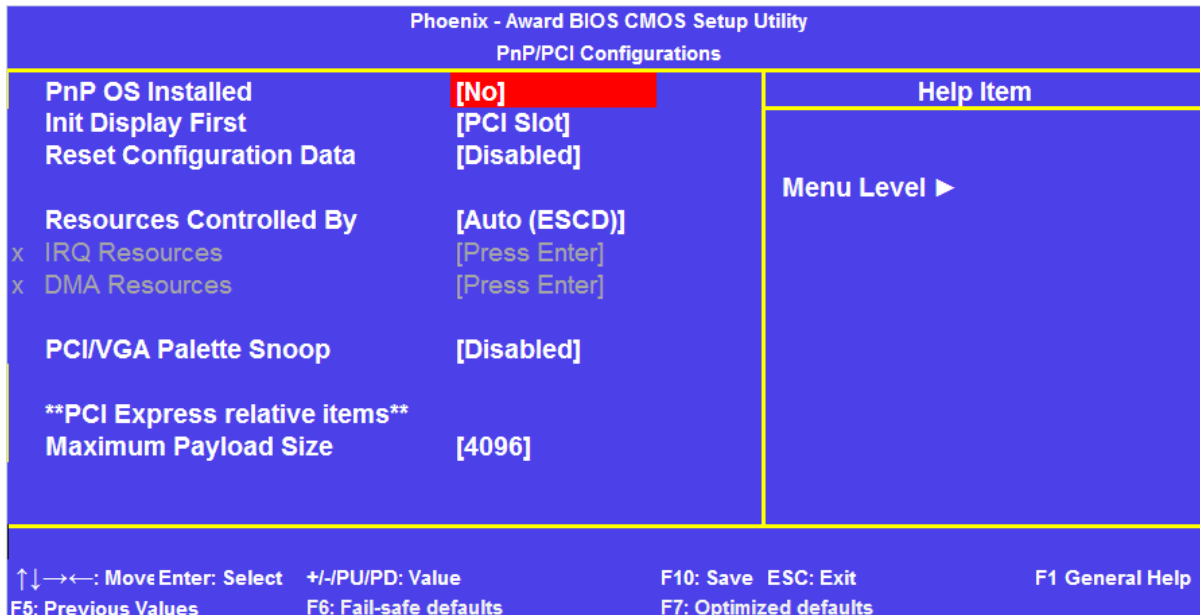 Phoenix - Award BIOS CMOS Setup Utility
PnP/PCI Configurations
PnP OS Installed [No]
Init Display First [PCI Slot]
Reset Configuration Data [Disabled]
Resources Controlled By [Auto (ESCD)]
x IRQ Resources [Press Enter]
x DMA Resources [Press Enter]
PCI/VGA Palette Snoop [Disabled]
**PCI Express relative items**
Maximum Payload Size [4096]
Help Item
Menu Level ►
↑↓→←: Move Enter: Select +/-/PU/PD: Value F10: Save ESC: Exit F1 General Help
F5: Previous Values F6: Fail-safe defaults F7: Optimized defaults